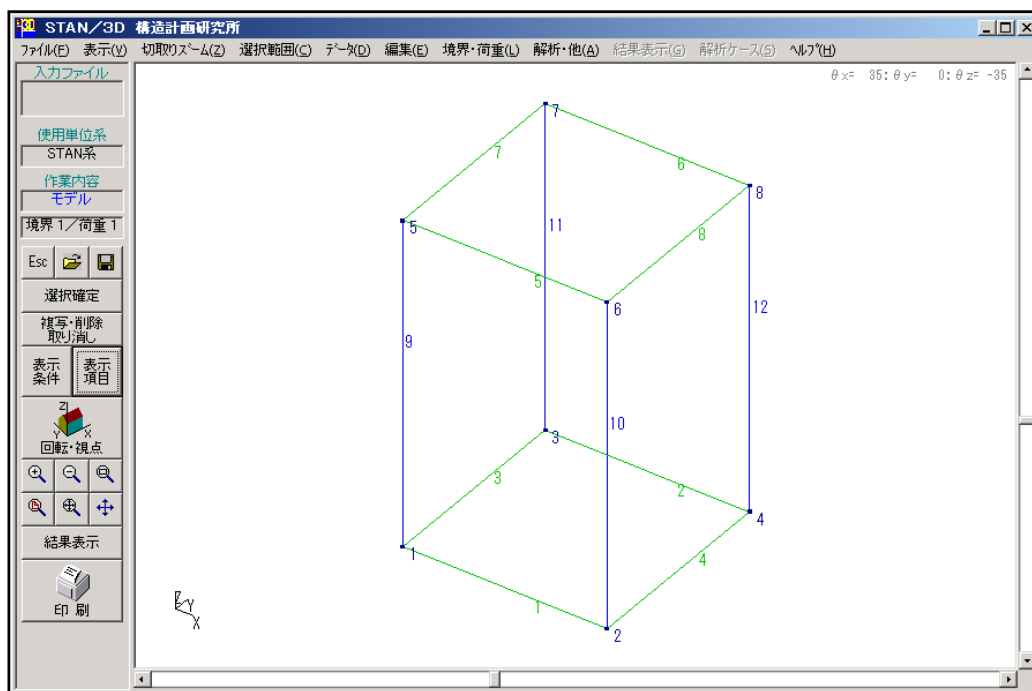 STAN／3D 構造計画研究所
ﾌｧｲﾙ(F) 表示(V) 切取りｽﾞｰﾑ(Z) 選択範囲(C) ﾃﾞｰﾀ(D) 編集(E) 境界・荷重(L) 解析・他(A) 結果表示(G) 解析ケース(S) ﾍﾙﾌﾟ(H)
入力ファイル
使用単位系
STAN系
作業内容
モデル
境界 1／荷重 1
Esc
選択確定
複写・削除
取り消し
表示
条件
表示
項目
Z
Y X
回転・視点
結果表示
印 刷
θx= 35:θy= 0:θz= -35
7
7
6
8
5
11
8
5
6
12
9
10
3
3
2
4
1
4
1
2
Z
Y
X